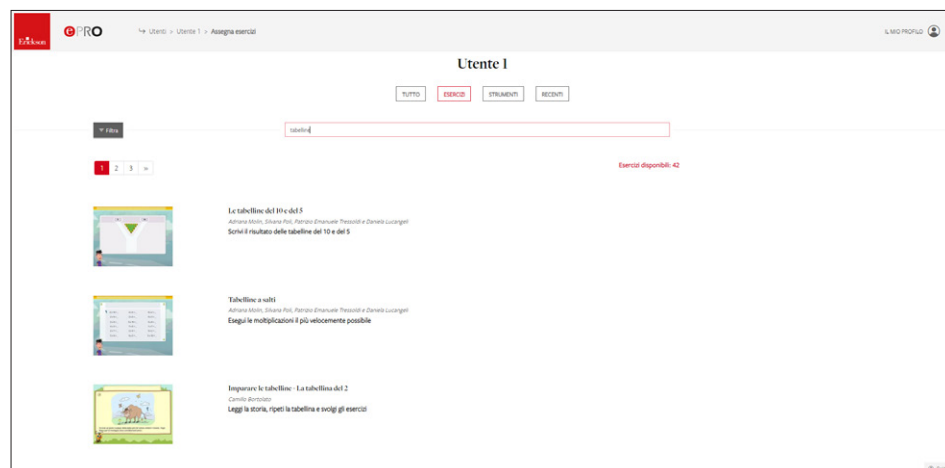 Erickson
ePRO
Utenti > Utente 1 > Assegna esercizi
IL MIO PROFILO
Utente 1
TUTTO
ESERCIZI
STRUMENTI
RECENTI
Filtra
tabelline
1 2 3 »
Esercizi disponibili: 42
Le tabelline del 10 e del 5
Adriana Molin, Silvana Poli, Patrizio Emanuele Tressoldi e Daniela Lucangeli
Scrivi il risultato delle tabelline del 10 e del 5
Tabelline a salti
Adriana Molin, Silvana Poli, Patrizio Emanuele Tressoldi e Daniela Lucangeli
Esegui le moltiplicazioni il più velocemente possibile
Imparare le tabelline - La tabellina del 2
Camillo Bortolato
Leggi la storia, ripeti la tabellina e svolgi gli esercizi